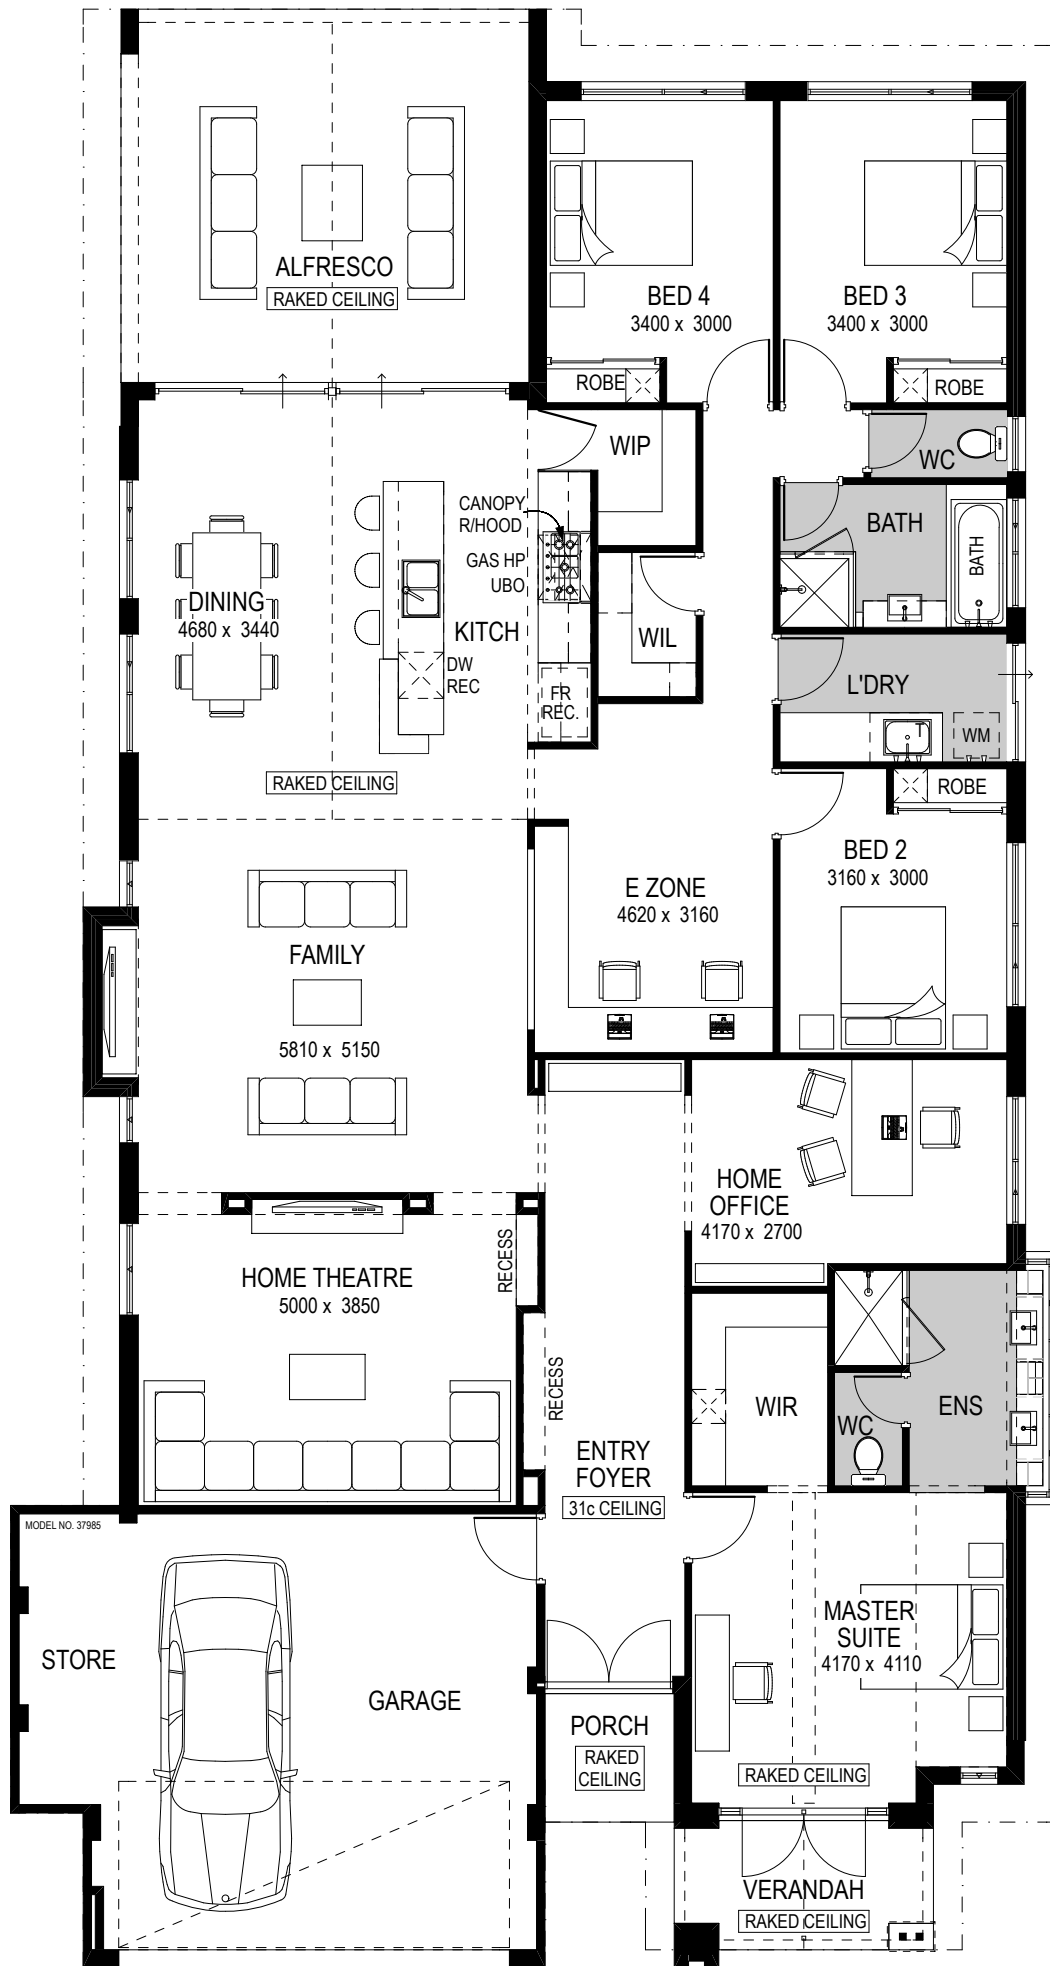 ALFRESCO
RAKED CEILING
BED 4
3400 x 3000
BED 3
3400 x 3000
ROBE
ROBE
WIP
WC
CANOPY
R/HOOD
GAS HP
UBO
BATH
BATH
DINING
4680 x 3440
KITCH
WIL
DW
REC
FR
REC.
L'DRY
T
WM
RAKED CEILING
ROBE
BED 2
3160 x 3000
E ZONE
4620 x 3160
FAMILY
5810 x 5150
HOME
OFFICE
4170 x 2700
RECESS
HOME THEATRE
5000 x 3850
RECESS
WIR
WC
ENS
ENTRY
FOYER
31c CEILING
MODEL NO. 37985
MASTER
SUITE
4170 x 4110
STORE
GARAGE
PORCH
RAKED
CEILING
RAKED CEILING
VERANDAH
RAKED CEILING